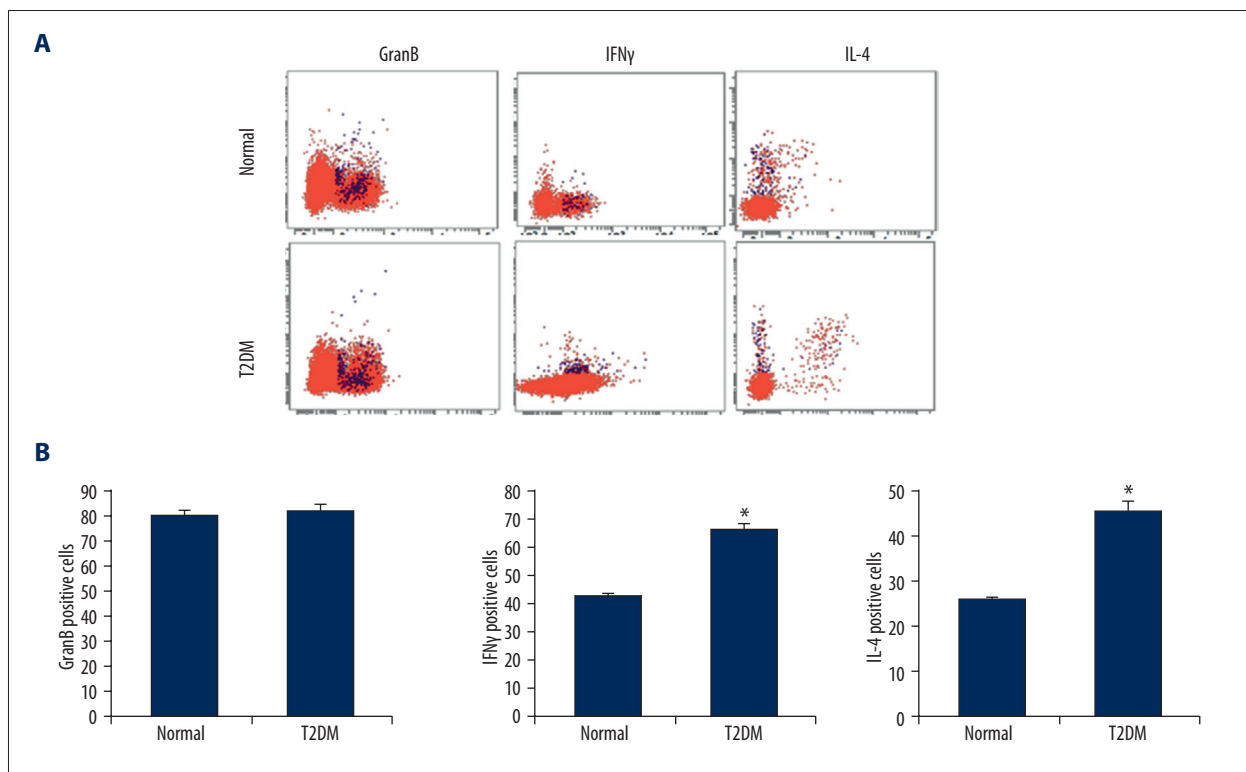 A
GranB
IFNγ
IL-4
Normal
T2DM
B
GranB positive cells
90
80
70
60
50
40
30
20
10
0
Normal
T2DM
IFNγ positive cells
80
70
60
50
40
30
20
10
0
*
Normal
T2DM
IL-4 positive cells
50
40
30
20
10
0
*
Normal
T2DM